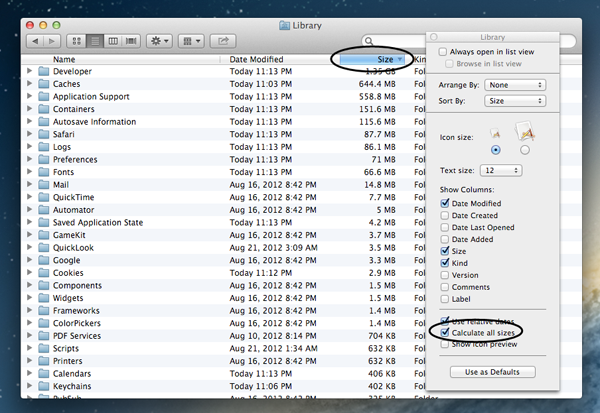 Library
Name Date Modified Size Kin
Developer Today 11:13 PM 1.35 GB Fol
Caches Today 11:03 PM 644.4 MB Fol
Application Support Today 11:13 PM 558.8 MB Fol
Containers Today 11:13 PM 151.6 MB Fol
Autosave Information Today 11:13 PM 115.6 MB Fol
Safari Today 11:13 PM 87.7 MB Fol
Logs Today 11:13 PM 86.1 MB Fol
Preferences Today 11:13 PM 71 MB Fol
Fonts Today 11:13 PM 66.6 MB Fol
Mail Aug 16, 2012 8:42 PM 14.8 MB Fol
QuickTime Aug 16, 2012 8:42 PM 7.7 MB Fol
Automator Aug 16, 2012 8:42 PM 5 MB Fol
Saved Application State Today 11:13 PM 4.2 MB Fol
GameKit Aug 16, 2012 8:42 PM 3.7 MB Fol
QuickLook Aug 21, 2012 3:09 AM 3.5 MB Fol
Google Aug 16, 2012 8:42 PM 3.3 MB Fol
Cookies Today 11:12 PM 2.9 MB Fol
Components Aug 16, 2012 8:42 PM 1.5 MB Fol
Widgets Aug 16, 2012 8:42 PM 1.4 MB Fol
Frameworks Aug 16, 2012 8:42 PM 1.4 MB Fol
ColorPickers Aug 16, 2012 8:42 PM 1.4 MB Fol
PDF Services Aug 10, 2012 8:14 PM 704 KB Fol
Scripts Aug 21, 2012 1:34 AM 632 KB Fol
Printers Aug 16, 2012 8:42 PM 632 KB Fol
Calendars Today 11:13 PM 436 KB Fol
Keychains Today 11:06 PM 432 KB Fol
Library
Always open in list view
Browse in list view
Arrange By: None
Sort By: Size
Icon size:
Text size: 12
Show Columns:
Date Modified
Date Created
Date Last Opened
Date Added
Size
Kind
Version
Comments
Label
Use relative dates
Calculate all sizes
Show icon preview
Use as Defaults